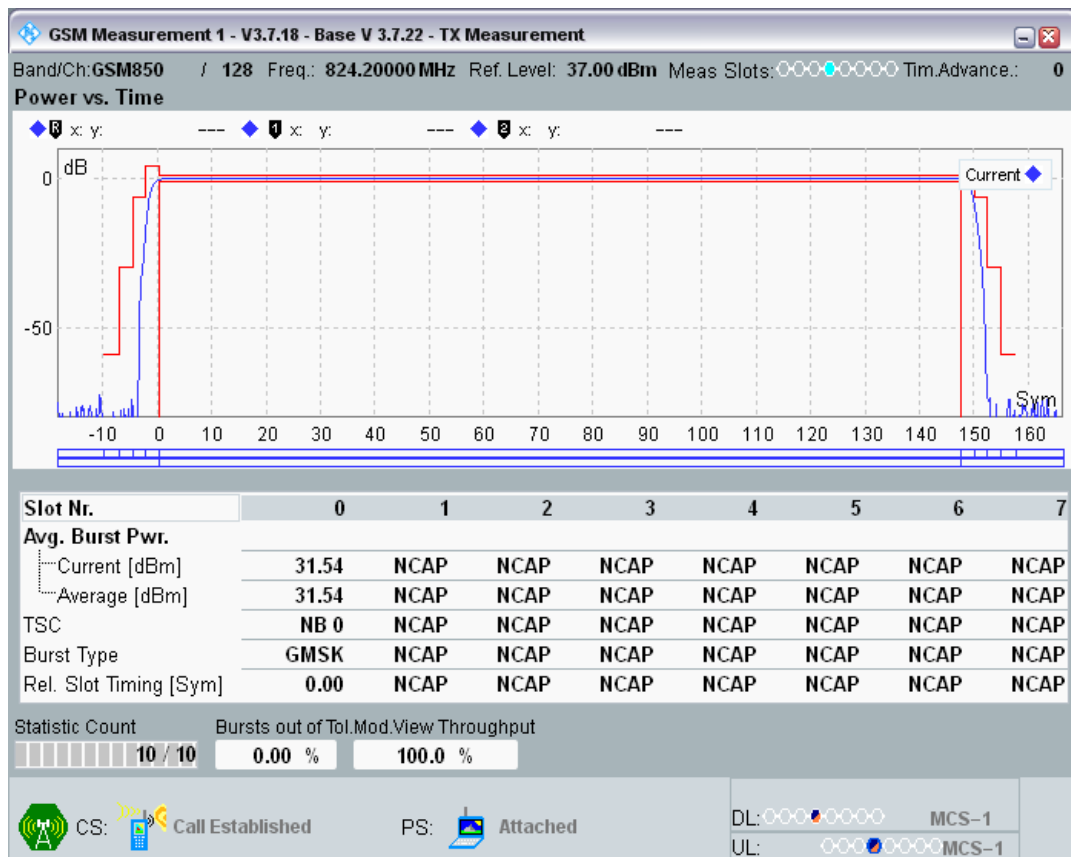 GSM Measurement 1 - V3.7.18 - Base V 3.7.22 - TX Measurement
Band/Ch:GSM850 / 128 Freq.: 824.20000 MHz Ref. Level: 37.00 dBm Meas Slots: Tim.Advance.: 0
Power vs. Time
R x: y: --- 1 x: y: --- 2 x: y: ---
dB
0
Current
-50
Sym
-10 0 10 20 30 40 50 60 70 80 90 100 110 120 130 140 150 160
Slot Nr. 0 1 2 3 4 5 6 7
Avg. Burst Pwr.
Current [dBm] 31.54 NCAP NCAP NCAP NCAP NCAP NCAP NCAP
Average [dBm] 31.54 NCAP NCAP NCAP NCAP NCAP NCAP NCAP
TSC NB 0 NCAP NCAP NCAP NCAP NCAP NCAP NCAP
Burst Type GMSK NCAP NCAP NCAP NCAP NCAP NCAP NCAP
Rel. Slot Timing [Sym] 0.00 NCAP NCAP NCAP NCAP NCAP NCAP NCAP
Statistic Count Bursts out of Tol.Mod.View Throughput
10 / 10 0.00 % 100.0 %
CS: Call Established PS: Attached DL: MCS-1
UL: MCS-1